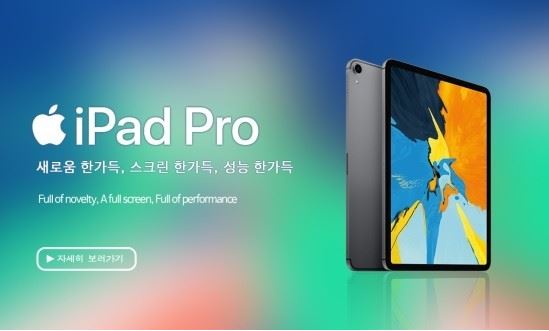 iPad Pro
새로움 한가득, 스크린 한가득, 성능 한가득
Full of novelty, A full screen, Full of performance
▶ 자세히 보러가기